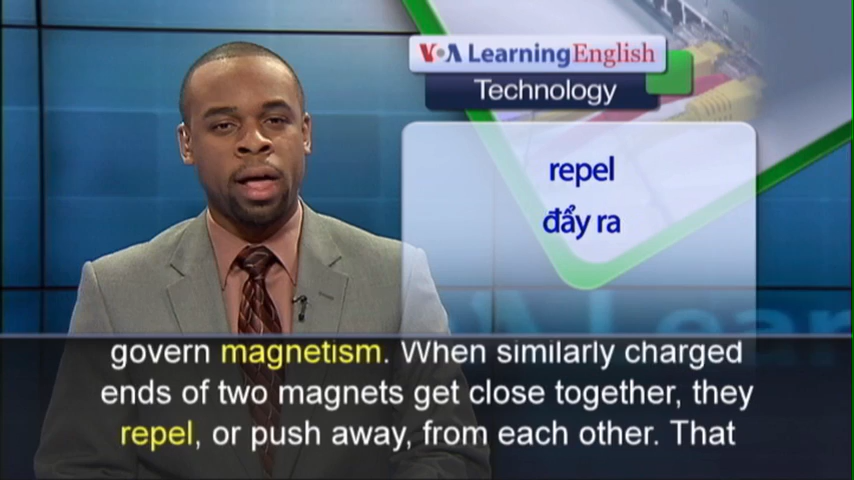 VOA Learning English
Technology
repel
đẩy ra
govern magnetism. When similarly charged
ends of two magnets get close together, they
repel, or push away, from each other. That